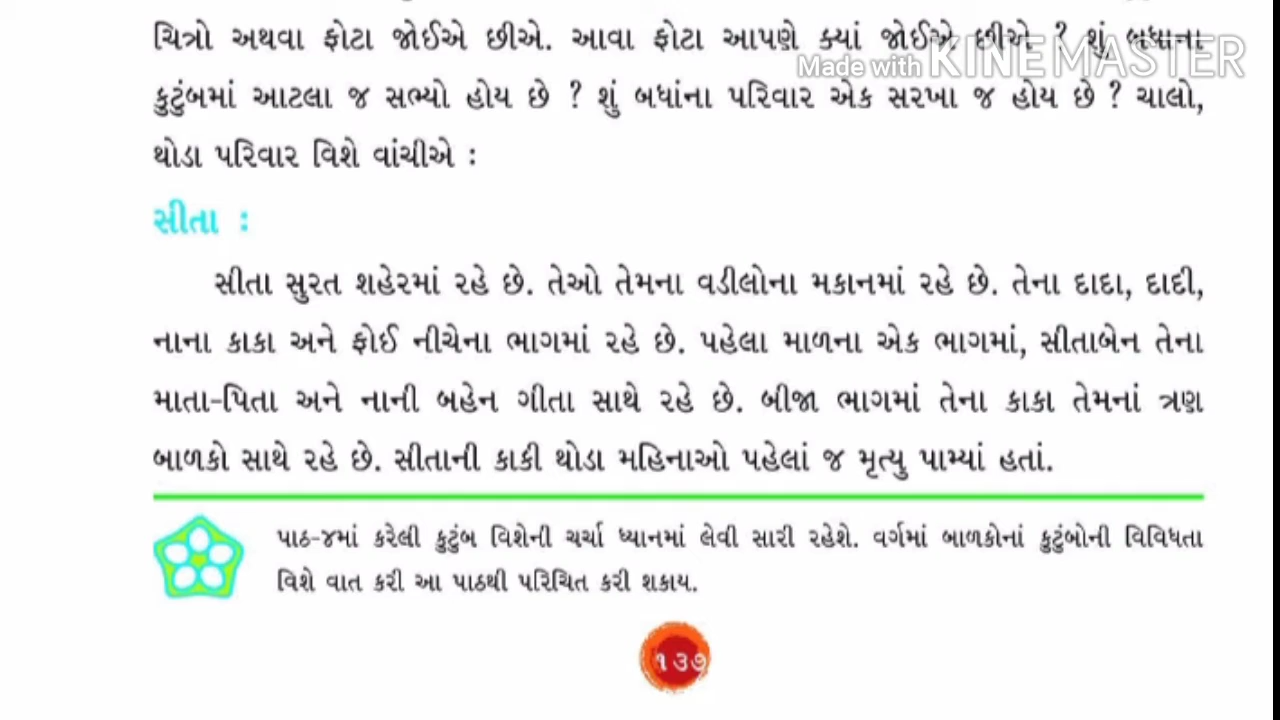 ચિત્રો અથવા ફોટા જોઈએ છીએ. આવા ફોટા આપણે ક્યાં જોઈએ છીએ ? શું બધાના
Made with KINEMASTER
કુટુંબમાં આટલા જ સભ્યો હોય છે ? શું બધાંના પરિવાર એક સરખા જ હોય છે ? ચાલો,
થોડા પરિવાર વિશે વાંચીએ :
સીતા :
સીતા સુરત શહેરમાં રહે છે. તેઓ તેમના વડીલોના મકાનમાં રહે છે. તેના દાદા, દાદી,
નાના કાકા અને ફોઈ નીચેના ભાગમાં રહે છે. પહેલા માળના એક ભાગમાં, સીતાબેન તેના
માતા-પિતા અને નાની બહેન ગીતા સાથે રહે છે. બીજા ભાગમાં તેના કાકા તેમનાં ત્રણ
બાળકો સાથે રહે છે. સીતાની કાકી થોડા મહિનાઓ પહેલાં જ મૃત્યુ પામ્યાં હતાં.
પાઠ-૪માં કરેલી કુટુંબ વિશેની ચર્ચા ધ્યાનમાં લેવી સારી રહેશે. વર્ગમાં બાળકોનાં કુટુંબોની વિવિધતા
વિશે વાત કરી આ પાઠથી પરિચિત કરી શકાય.
૧૩૭